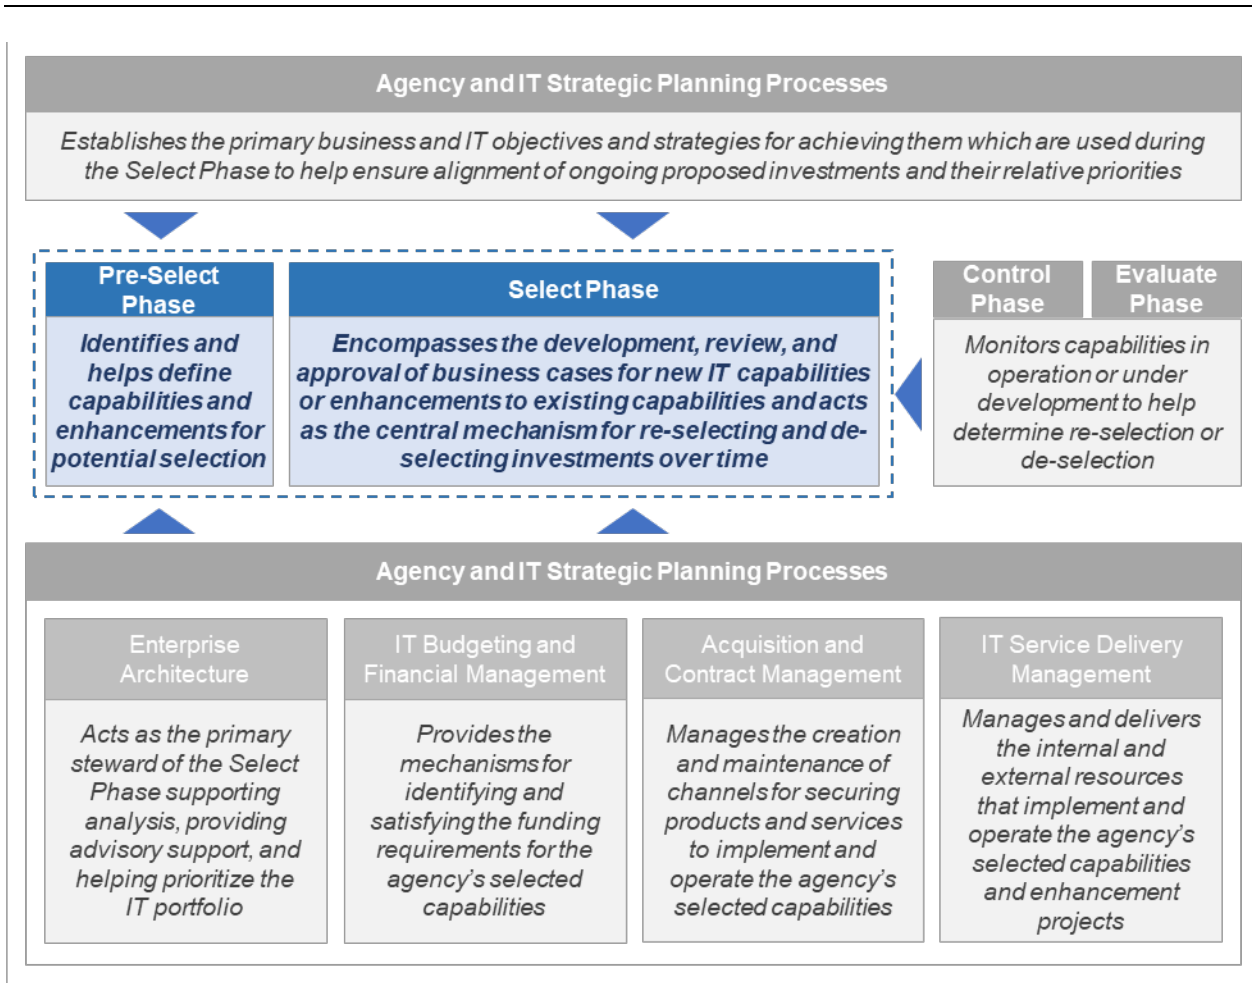 Agency and IT Strategic Planning Processes
Establishes the primary business and IT objectives and strategies for achieving them which are used during
the Select Phase to help ensure alignment of ongoing proposed investments and their relative priorities
Pre-Select
Phase
Identifies and
helps define
capabilities and
enhancements for
potential selection
Select Phase
Encompasses the development, review, and
approval of business cases for new IT capabilities
or enhancements to existing capabilities and acts
as the central mechanism for re-selecting and de-
selecting investments over time
Control
Phase
Evaluate
Phase
Monitors capabilities in
operation or under
development to help
determine re-selection or
de-selection
Agency and IT Strategic Planning Processes
Enterprise
Architecture
Acts as the primary
steward of the Select
Phase supporting
analysis, providing
advisory support, and
helping prioritize the
IT portfolio
IT Budgeting and
Financial Management
Provides the
mechanisms for
identifying and
satisfying the funding
requirements for the
agency's selected
capabilities
Acquisition and
Contract Management
Manages the creation
and maintenance of
channels for securing
products and services
to implement and
operate the agency's
selected capabilities
IT Service Delivery
Management
Manages and delivers
the internal and
external resources
that implement and
operate the agency's
selected capabilities
and enhancement
projects